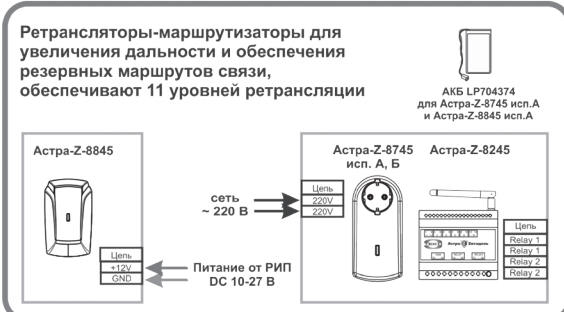 Ретрансляторы-маршрутизаторы для
увеличения дальности и обеспечения
резервных маршрутов связи,
обеспечивают 11 уровней ретрансляции
АКБ LP704374
для Астра-Z-8745 исп.А
и Астра-Z-8845 исп.А
Астра-Z-8845
Цепь
+12V
GND
сеть
~ 220 В
Питание от РИП
DC 10-27 В
Астра-Z-8745
исп. А, Б
Цепь
220V
220V
Астра-Z-8245
Астра
Цепь
Relay 1
Relay 1
Relay 2
Relay 2